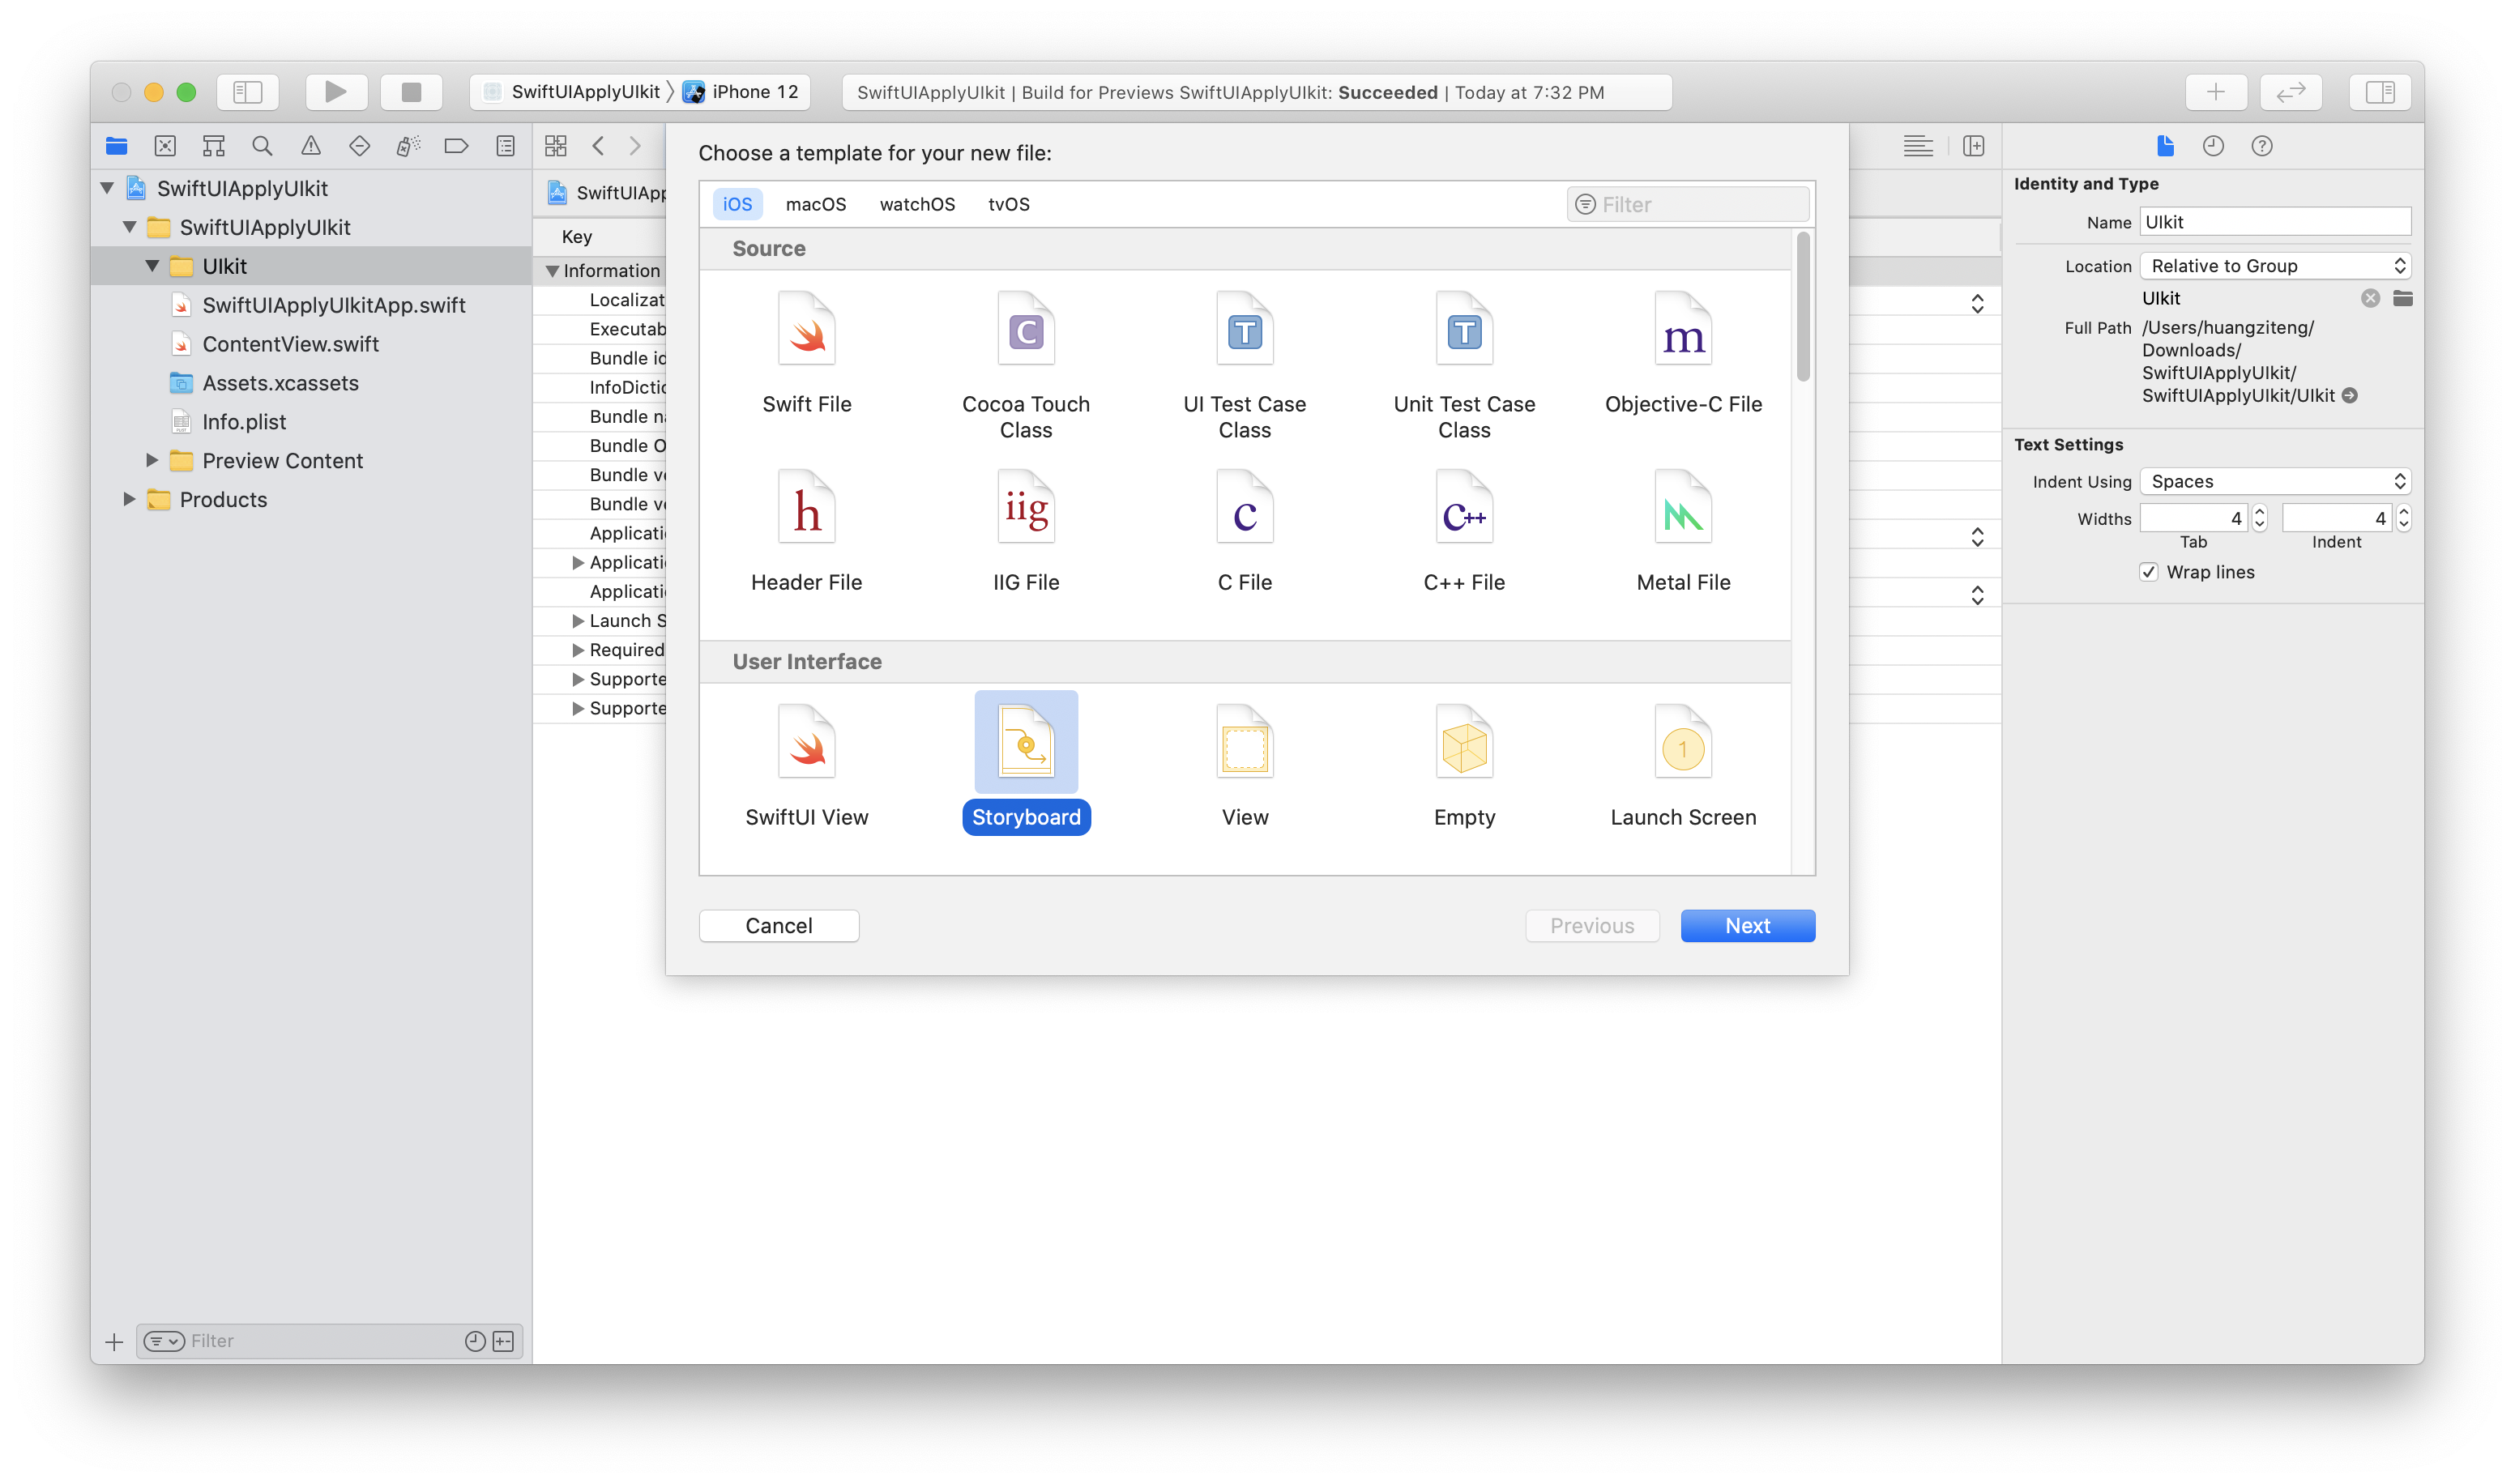 SwiftUIApplyUIkit
iPhone 12
SwiftUIApplyUIkit | Build for Previews SwiftUIApplyUIkit: Succeeded | Today at 7:32 PM
SwiftUIApplyUIkit
SwiftUIApplyUIkit
UIkit
SwiftUIApplyUIkitApp.swift
ContentView.swift
Assets.xcassets
Info.plist
Preview Content
Products
Filter
SwiftUIApp
Key
Information
Localizat
Executab
Bundle id
InfoDictio
Bundle na
Bundle O
Bundle ve
Bundle ve
Applicati
Applicati
Applicati
Launch S
Required
Supporte
Supporte
Choose a template for your new file:
iOS macOS watchOS tvOS
Filter
Source
C T T m
Swift File
Cocoa Touch
Class
UI Test Case
Class
Unit Test Case
Class
Objective-C File
h iig c c++
Header File
IIG File
C File
C++ File
Metal File
User Interface
1
SwiftUI View
Storyboard
View
Empty
Launch Screen
Cancel
Previous
Next
Identity and Type
Name UIkit
Location Relative to Group
UIkit
Full Path /Users/huangziteng/
Downloads/
SwiftUIApplyUIkit/
SwiftUIApplyUIkit/UIkit
Text Settings
Indent Using Spaces
Widths 4 4
Tab Indent
Wrap lines